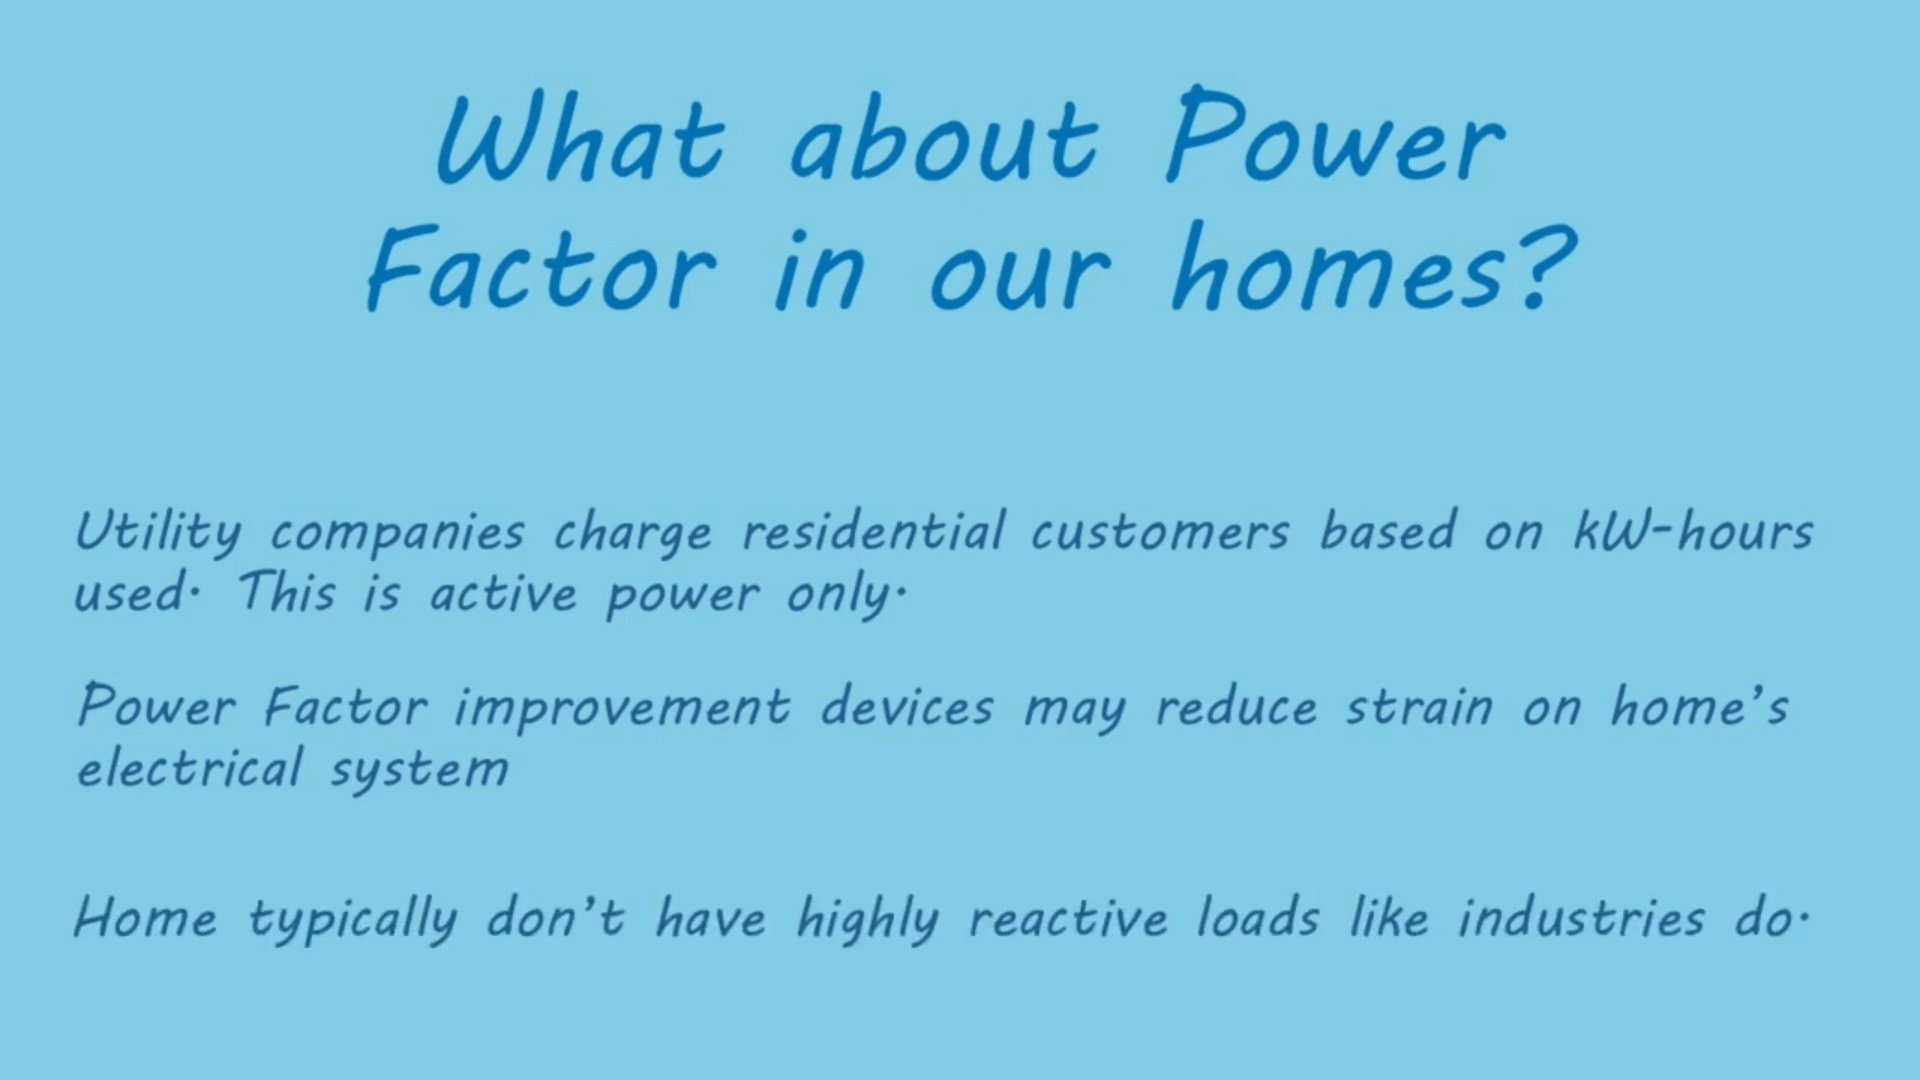 What about Power
Factor in our homes?
Utility companies charge residential customers based on kW-hours
used. This is active power only.
Power Factor improvement devices may reduce strain on home's
electrical system
Home typically don't have highly reactive loads like industries do.